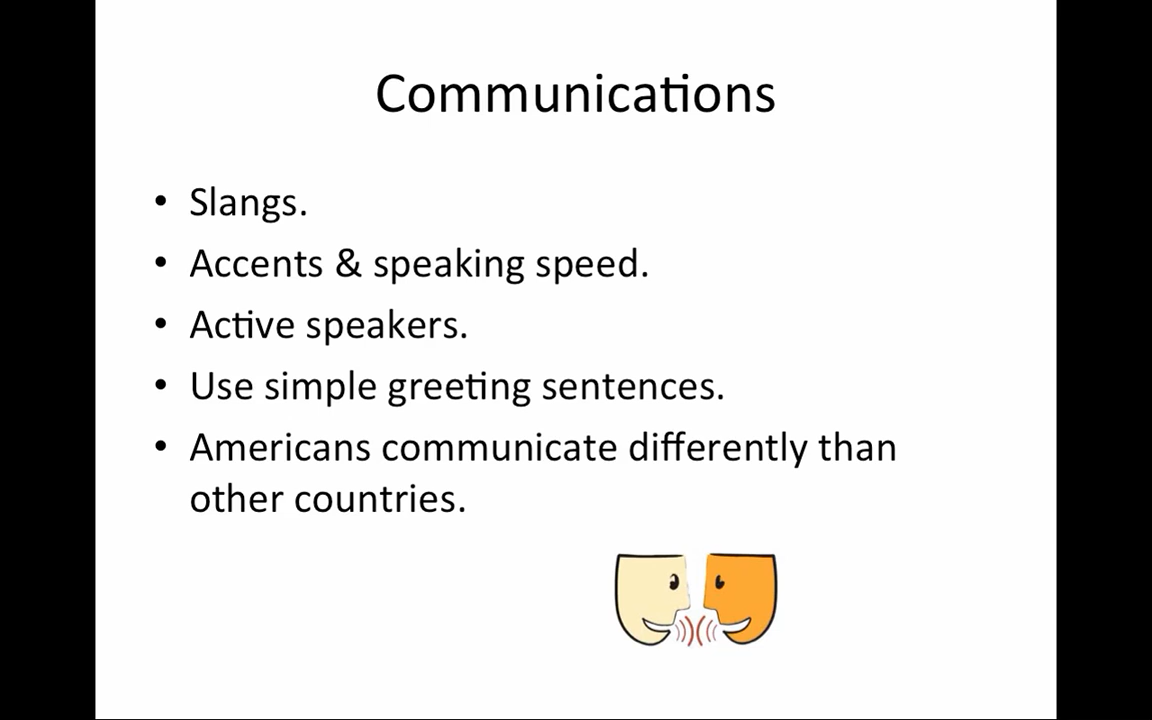 Communications
• Slangs.
• Accents & speaking speed.
• Active speakers.
• Use simple greeting sentences.
• Americans communicate differently than
other countries.